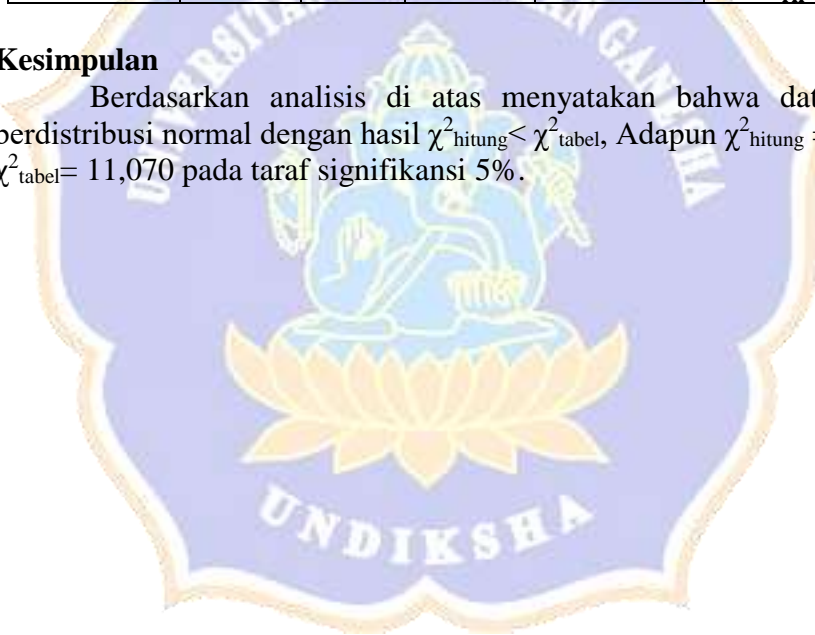 Kesimpulan
Berdasarkan analisis di atas menyatakan bahwa dat
berdistribusi normal dengan hasil χ²hitung< χ²tabel, Adapun χ²hitung =
χ²tabel= 11,070 pada taraf signifikansi 5%.
UNDIKSHA